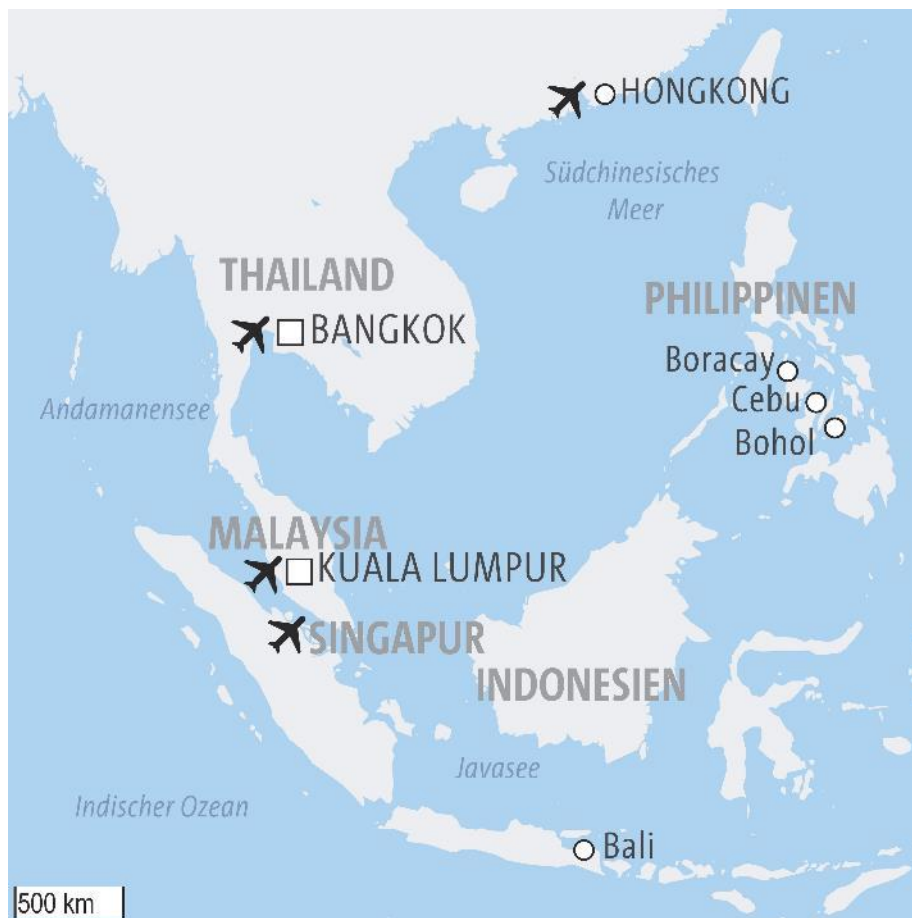 HONGKONG
Südchinesisches
Meer
THAILAND
PHILIPPINEN
BANGKOK
Boracay
Cebu
Andamanensee
Bohol
MALAYSIA
KUALA LUMPUR
SINGAPUR
INDONESIEN
Javasee
Indischer Ozean
Bali
500 km